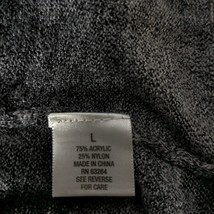 L
75% ACRYLIC
25% NYLON
MADE IN CHINA
RN 63264
SEE REVERSE
FOR CARE